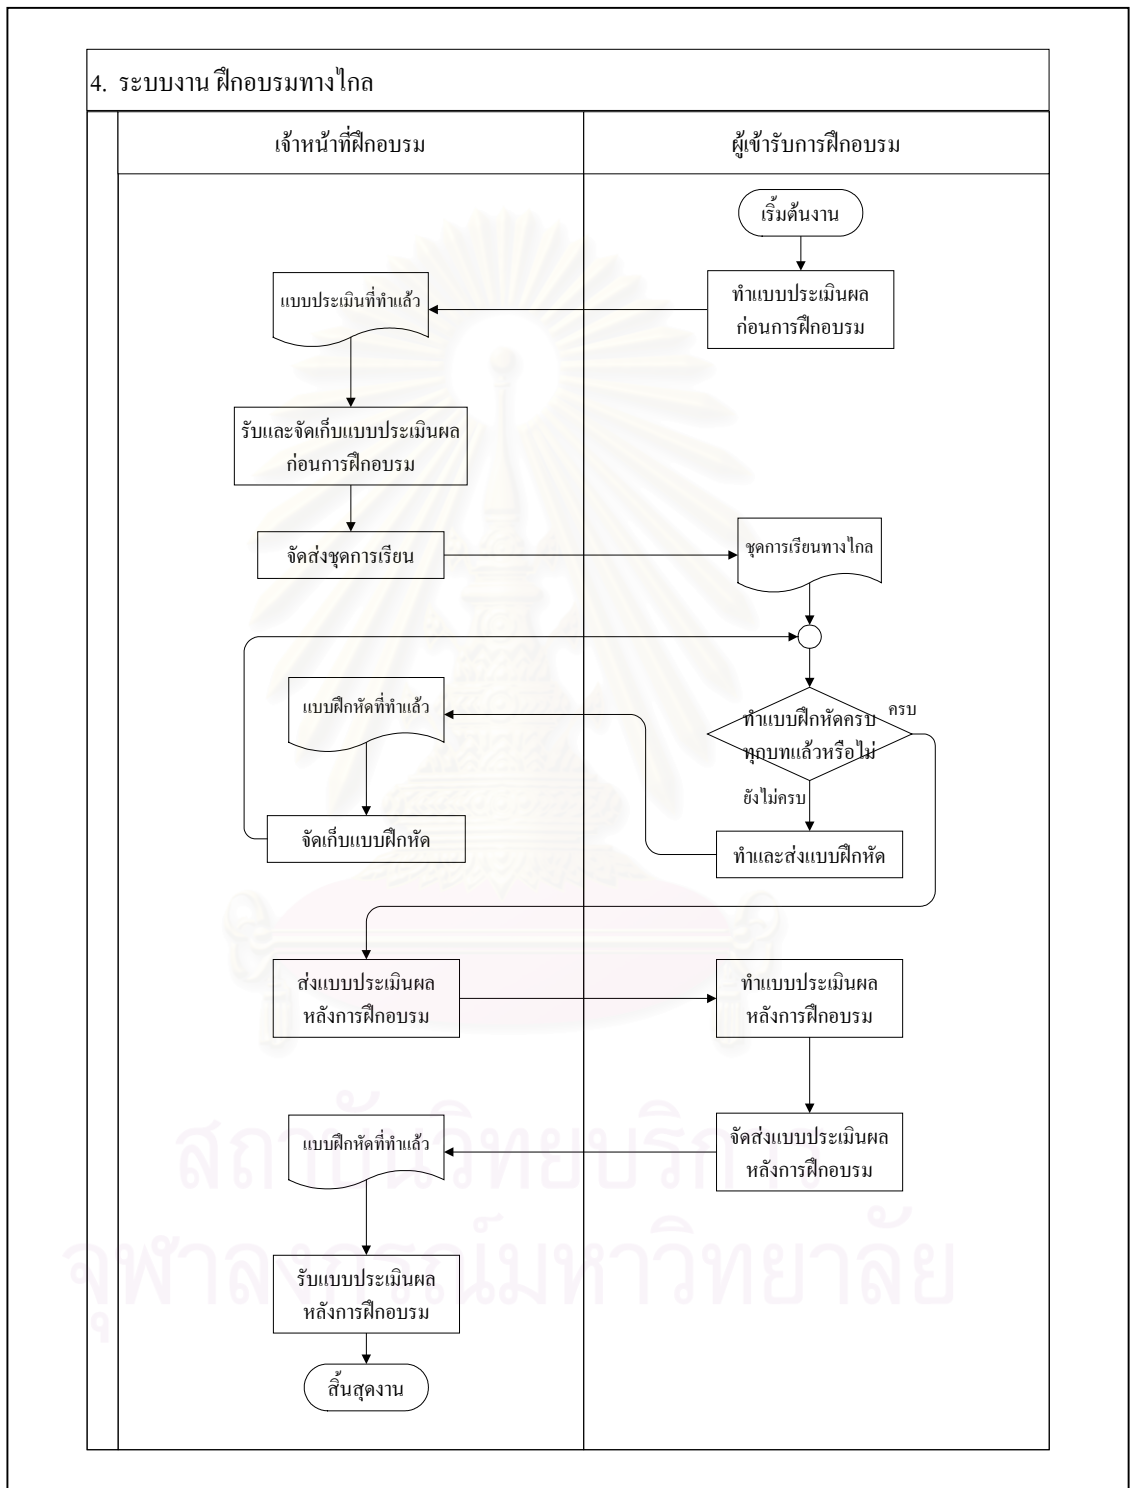 4. ระบบงาน ฝึกอบรมทางไกล
เจ้าหน้าที่ฝึกอบรม
ผู้เข้ารับการฝึกอบรม
เริ่มต้นงาน
ทำแบบประเมินผล
ก่อนการฝึกอบรม
แบบประเมินที่ทำแล้ว
รับและจัดเก็บแบบประเมินผล
ก่อนการฝึกอบรม
จัดส่งชุดการเรียน
ชุดการเรียนทางไกล
ทำแบบฝึกหัดครบ
ทุกบทแล้วหรือไม่
ครบ
ยังไม่ครบ
ทำและส่งแบบฝึกหัด
แบบฝึกหัดที่ทำแล้ว
จัดเก็บแบบฝึกหัด
ส่งแบบประเมินผล
หลังการฝึกอบรม
ทำแบบประเมินผล
หลังการฝึกอบรม
จัดส่งแบบประเมินผล
หลังการฝึกอบรม
แบบฝึกหัดที่ทำแล้ว
รับแบบประเมินผล
หลังการฝึกอบรม
สิ้นสุดงาน
สถาบันวิทยบริการ
จุฬาลงกรณ์มหาวิทยาลัย